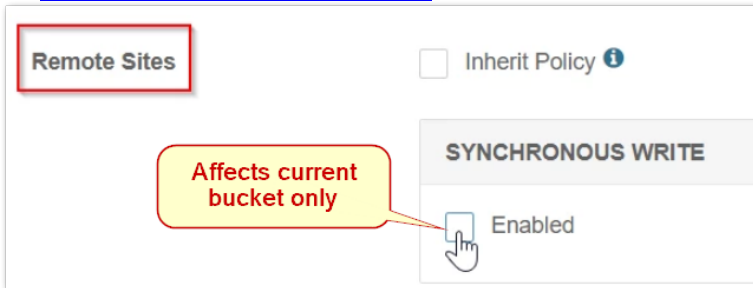 Remote Sites
Inherit Policy
SYNCHRONOUS WRITE
Affects current
bucket only
Enabled